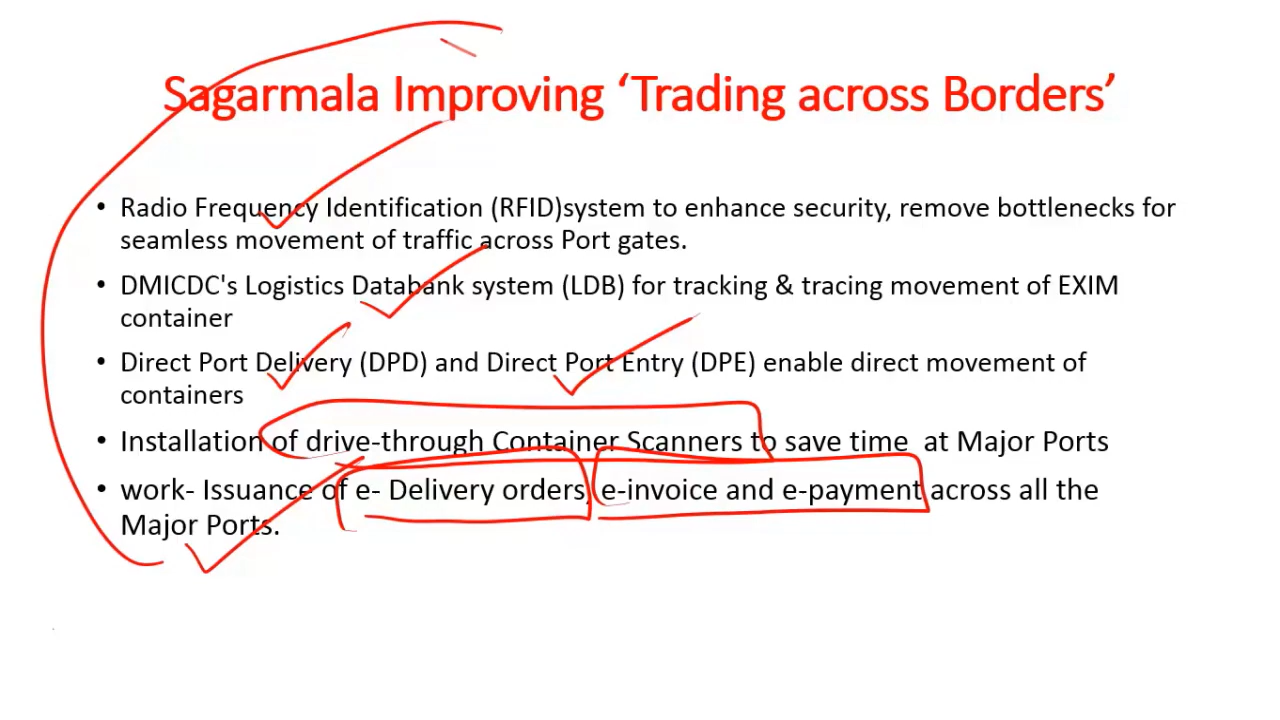 Sagarmala Improving ‘Trading across Borders’
• Radio Frequency Identification (RFID)system to enhance security, remove bottlenecks for
seamless movement of traffic across Port gates.
• DMICDC's Logistics Databank system (LDB) for tracking & tracing movement of EXIM
container
• Direct Port Delivery (DPD) and Direct Port Entry (DPE) enable direct movement of
containers
• Installation of drive-through Container Scanners to save time at Major Ports
• work- Issuance of e- Delivery orders, e-invoice and e-payment across all the
Major Ports.